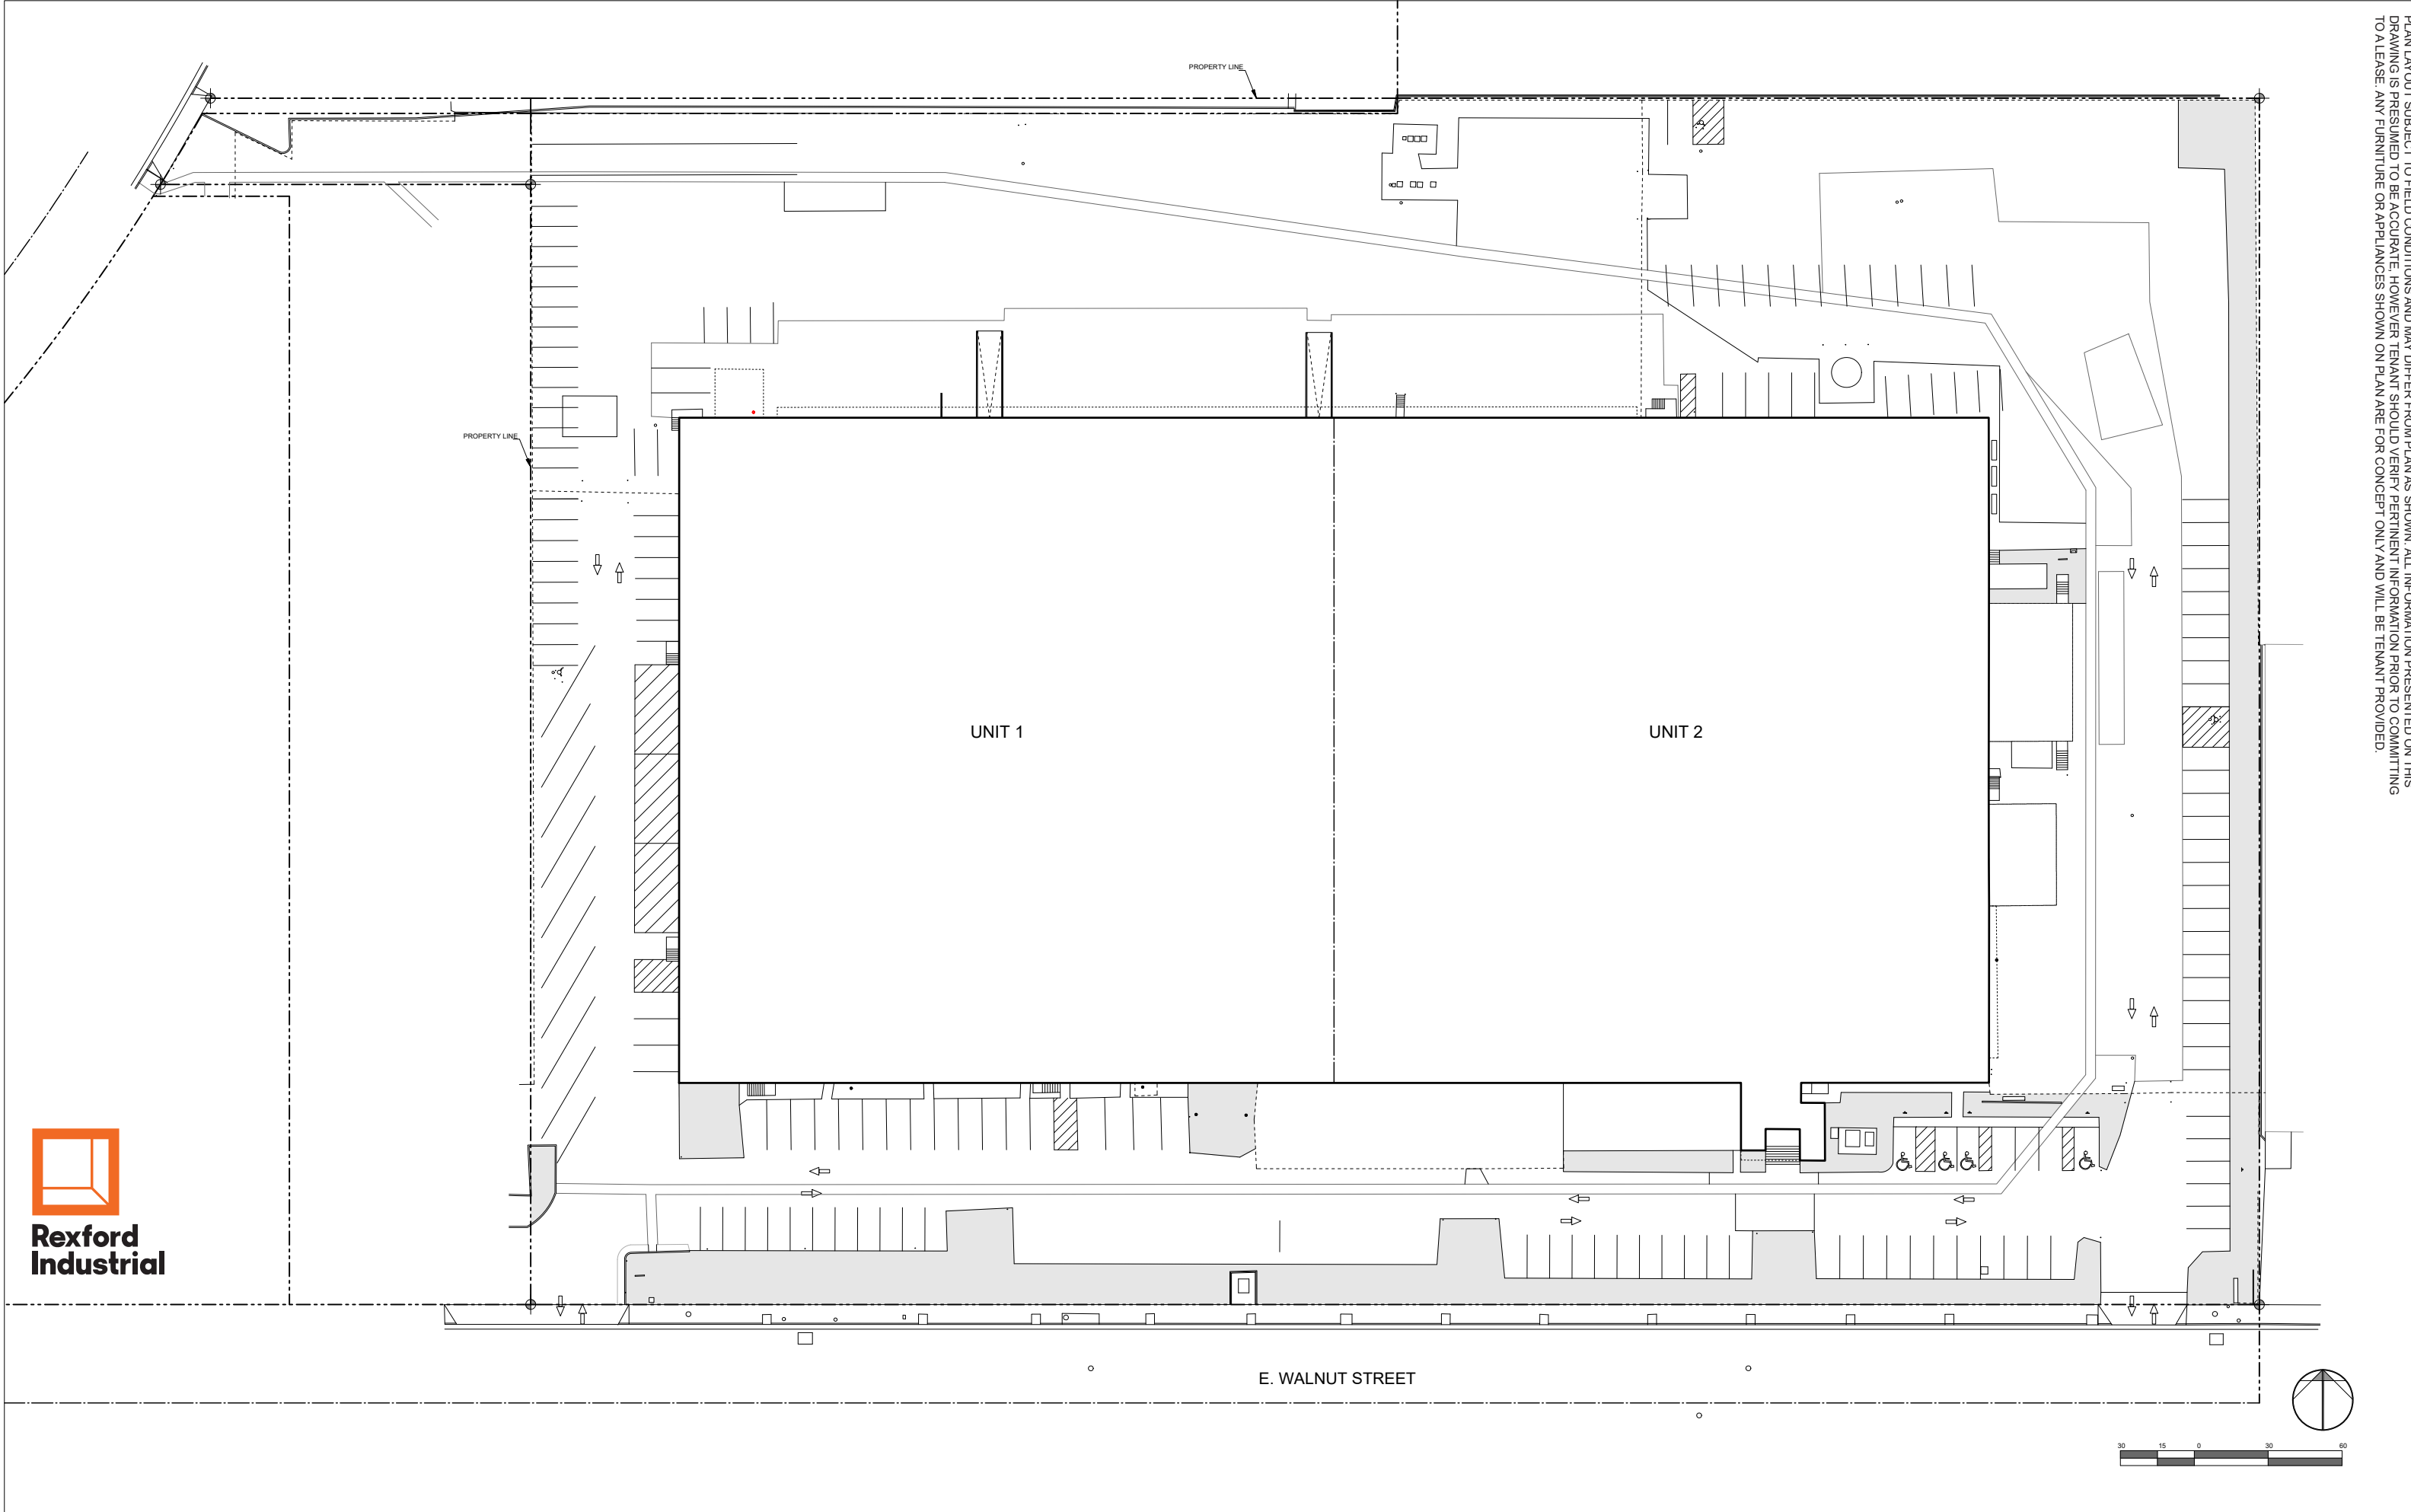 PROPERTY LINE
PLAN LAYOUT SUBJECT TO FIELD CONDITIONS AND MAY DIFFER FROM PLAN AS SHOWN. ALL INFORMATION PRESENTED ON THIS
DRAWING IS PRESUMED TO BE ACCURATE, HOWEVER TENANT SHOULD VERIFY PERTINENT INFORMATION PRIOR TO COMMITTING
TO A LEASE. ANY FURNITURE OR APPLIANCES SHOWN ON PLAN ARE FOR CONCEPT ONLY AND WILL BE TENANT PROVIDED.
PROPERTY LINE
UNIT 1
UNIT 2
Rexford
Industrial
E. WALNUT STREET
30 15 0 30 60